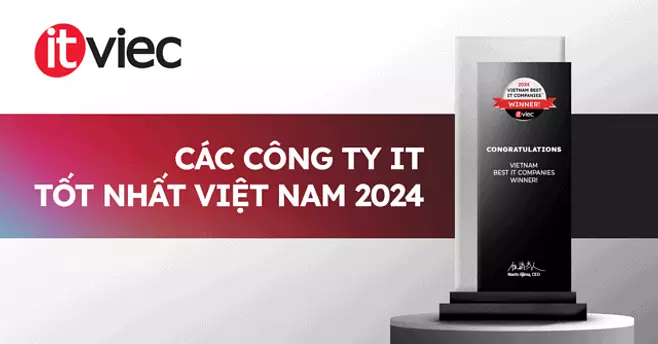 itviec
CÁC CÔNG TY IT
TỐT NHẤT VIỆT NAM 2024
2024
VIETNAM BEST
IT COMPANIES
WINNER!
itviec
CONGRATULATIONS
VIETNAM
BEST IT COMPANIES
WINNER!